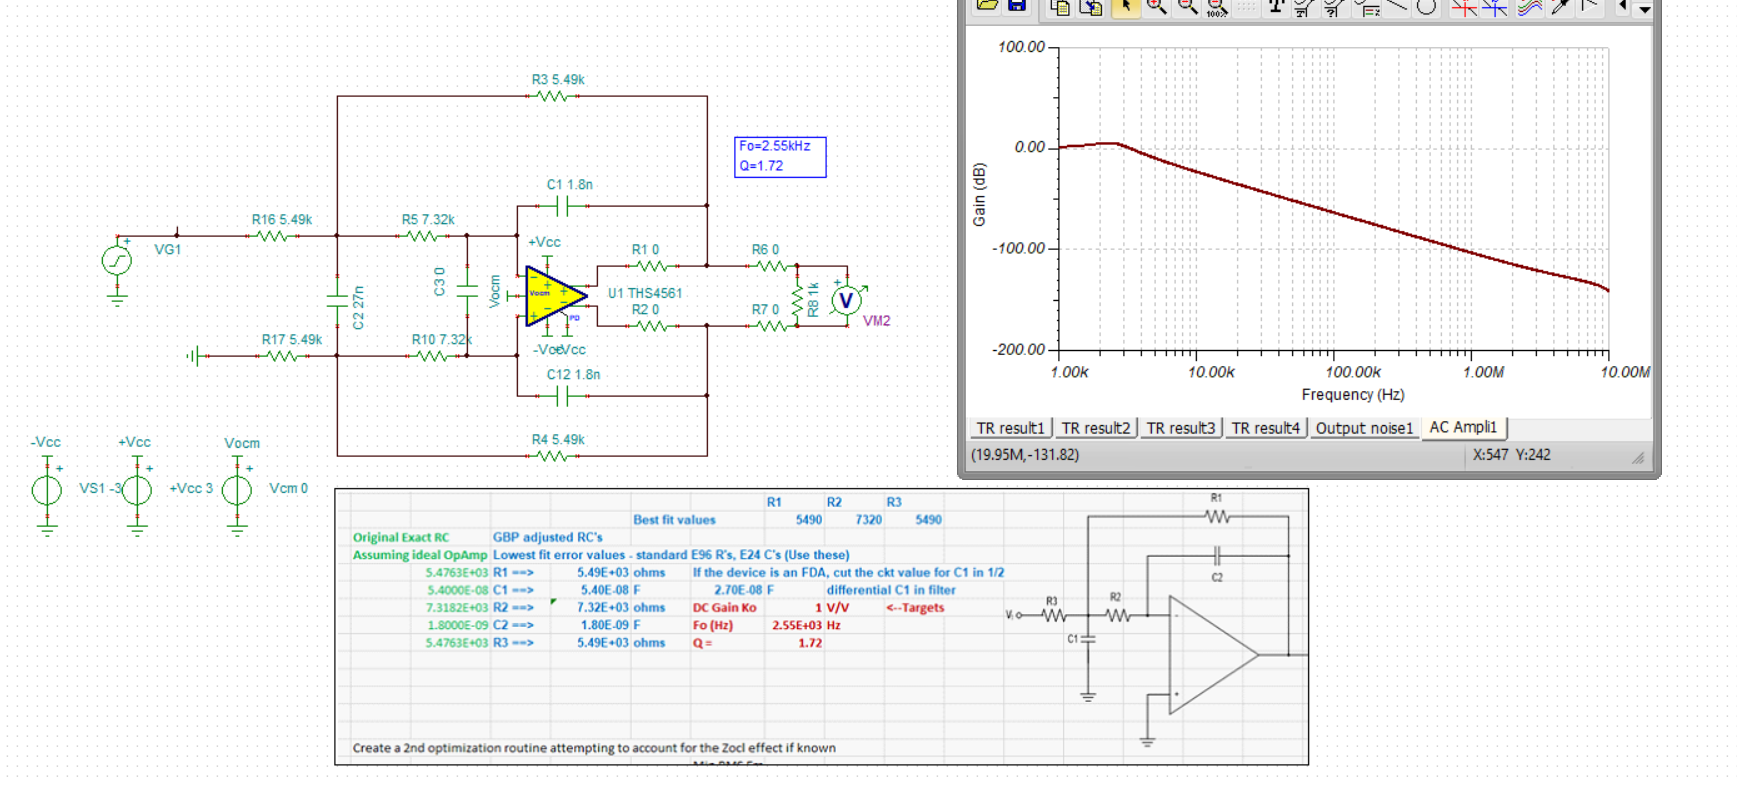 R3 5.49k
Fo=2.55kHz
Q=1.72
C1 1.8n
R16 5.49k
R5 7.32k
VG1
+Vcc
R1 0
R6 0
C3 0
Vocm
Vocm
U1 THS4561
R8 1k
V
VM2
C2 27n
R2 0
R7 0
PD
R17 5.49k
R10 7.32k
-Vcc
+Vcc
C12 1.8n
R4 5.49k
-Vcc
+Vcc
Vocm
VS1 -3
+Vcc 3
Vcm 0
100%
100.00
0.00
-100.00
-200.00
Gain (dB)
1.00k
10.00k
100.00k
1.00M
10.00M
Frequency (Hz)
TR result1
TR result2
TR result3
TR result4
Output noise1
AC Ampli1
(19.95M,-131.82)
X:547 Y:242
R1 R2 R3
Best fit values 5490 7320 5490
Original Exact RC GBP adjusted RC's
Assuming ideal OpAmp Lowest fit error values - standard E96 R's, E24 C's (Use these)
5.4763E+03 R1 ==> 5.49E+03 ohms If the device is an FDA, cut the ckt value for C1 in 1/2
5.4000E-08 C1 ==> 5.40E-08 F 2.70E-08 F differential C1 in filter
7.3182E+03 R2 ==> 7.32E+03 ohms DC Gain Ko 1 V/V <--Targets
1.8000E-09 C2 ==> 1.80E-09 F Fo (Hz) 2.55E+03 Hz
5.4763E+03 R3 ==> 5.49E+03 ohms Q = 1.72
Create a 2nd optimization routine attempting to account for the Zocl effect if known
R1
C2
R3
R2
C1